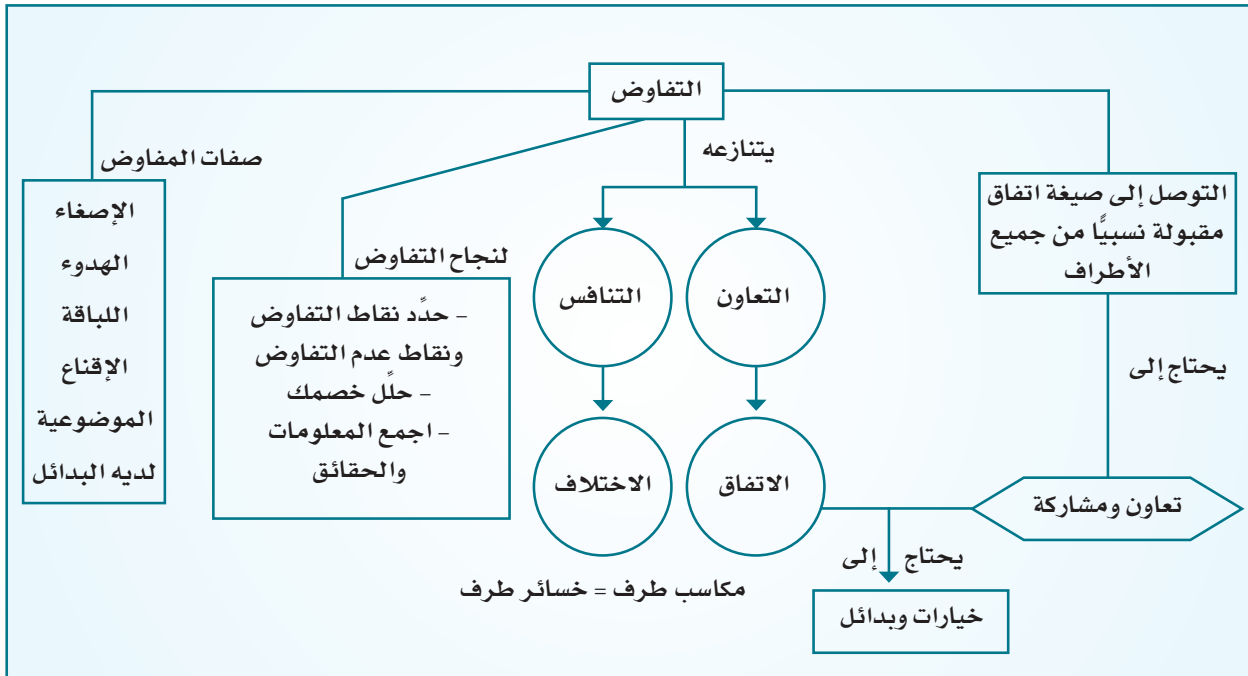 التفاوض
التوصل إلى صيغة اتفاق
مقبولة نسبيًّا من جميع
الأطراف
يحتاج إلى
تعاون ومشاركة
يتنازعه
التعاون
التنافس
الاتفاق
الاختلاف
يحتاج إلى
خيارات وبدائل
مكاسب طرف = خسائر طرف
لنجاح التفاوض
– حدِّد نقاط التفاوض
ونقاط عدم التفاوض
– حلِّل خصمك
– اجمع المعلومات
والحقائق
صفات المفاوض
الإصغاء
الهدوء
اللباقة
الإقناع
الموضوعية
لديه البدائل